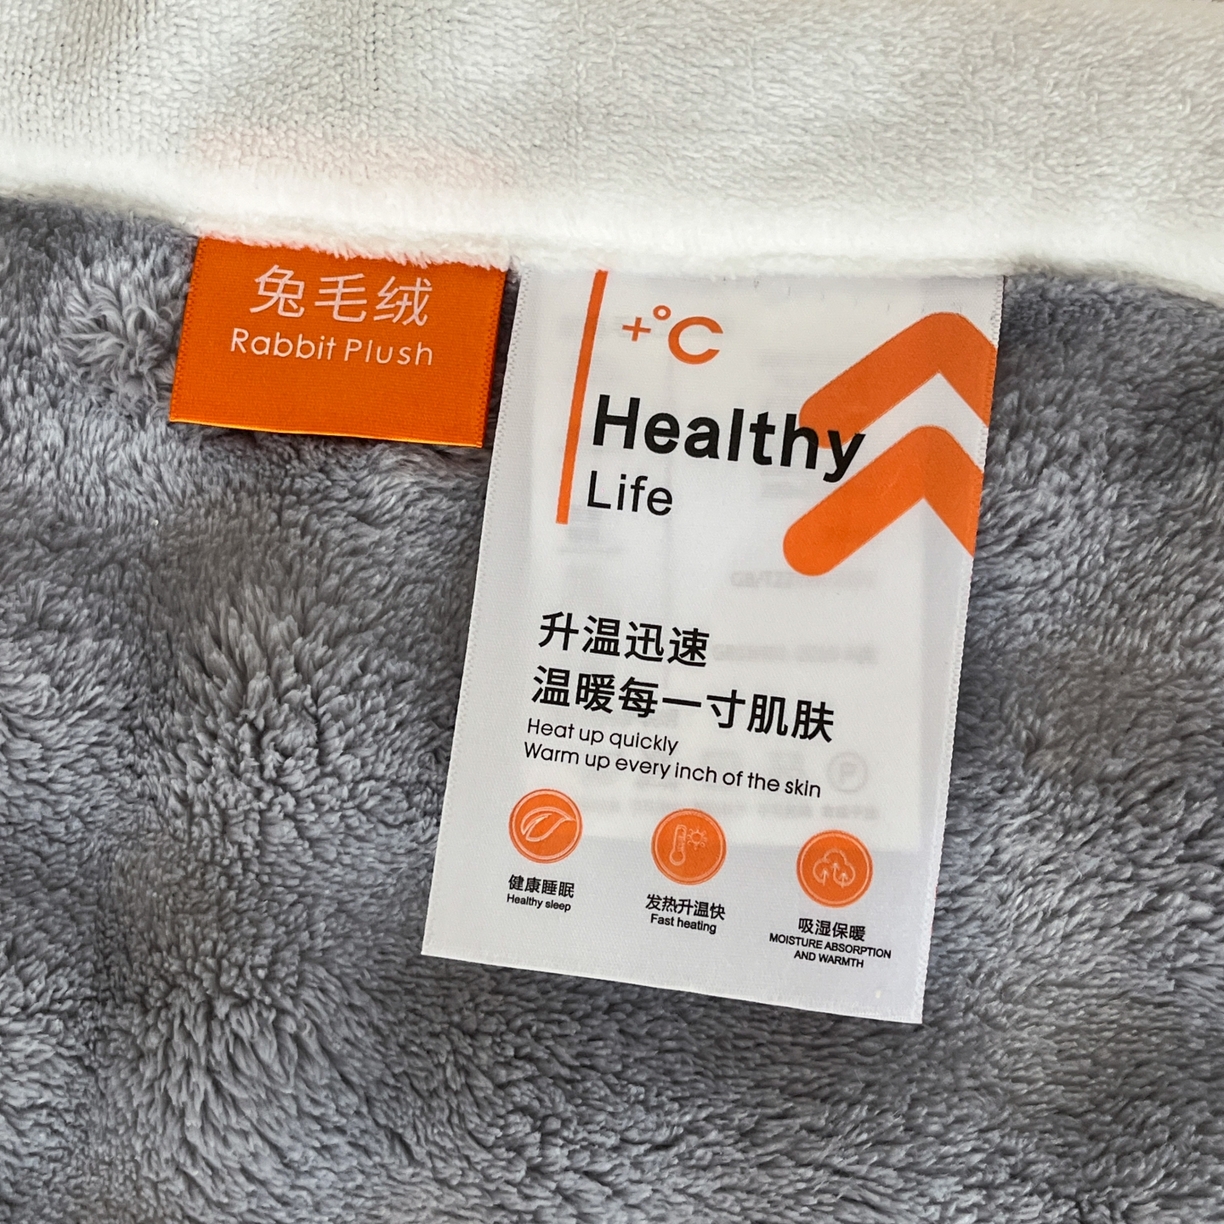 兔毛绒
Rabbit Plush
+°C
Healthy
Life
升温迅速
温暖每一寸肌肤
Heat up quickly
Warm up every inch of the skin
健康睡眠
Healthy sleep
发热升温快
Fast heating
吸湿保暖
MOISTURE ABSORPTION
AND WARMTH